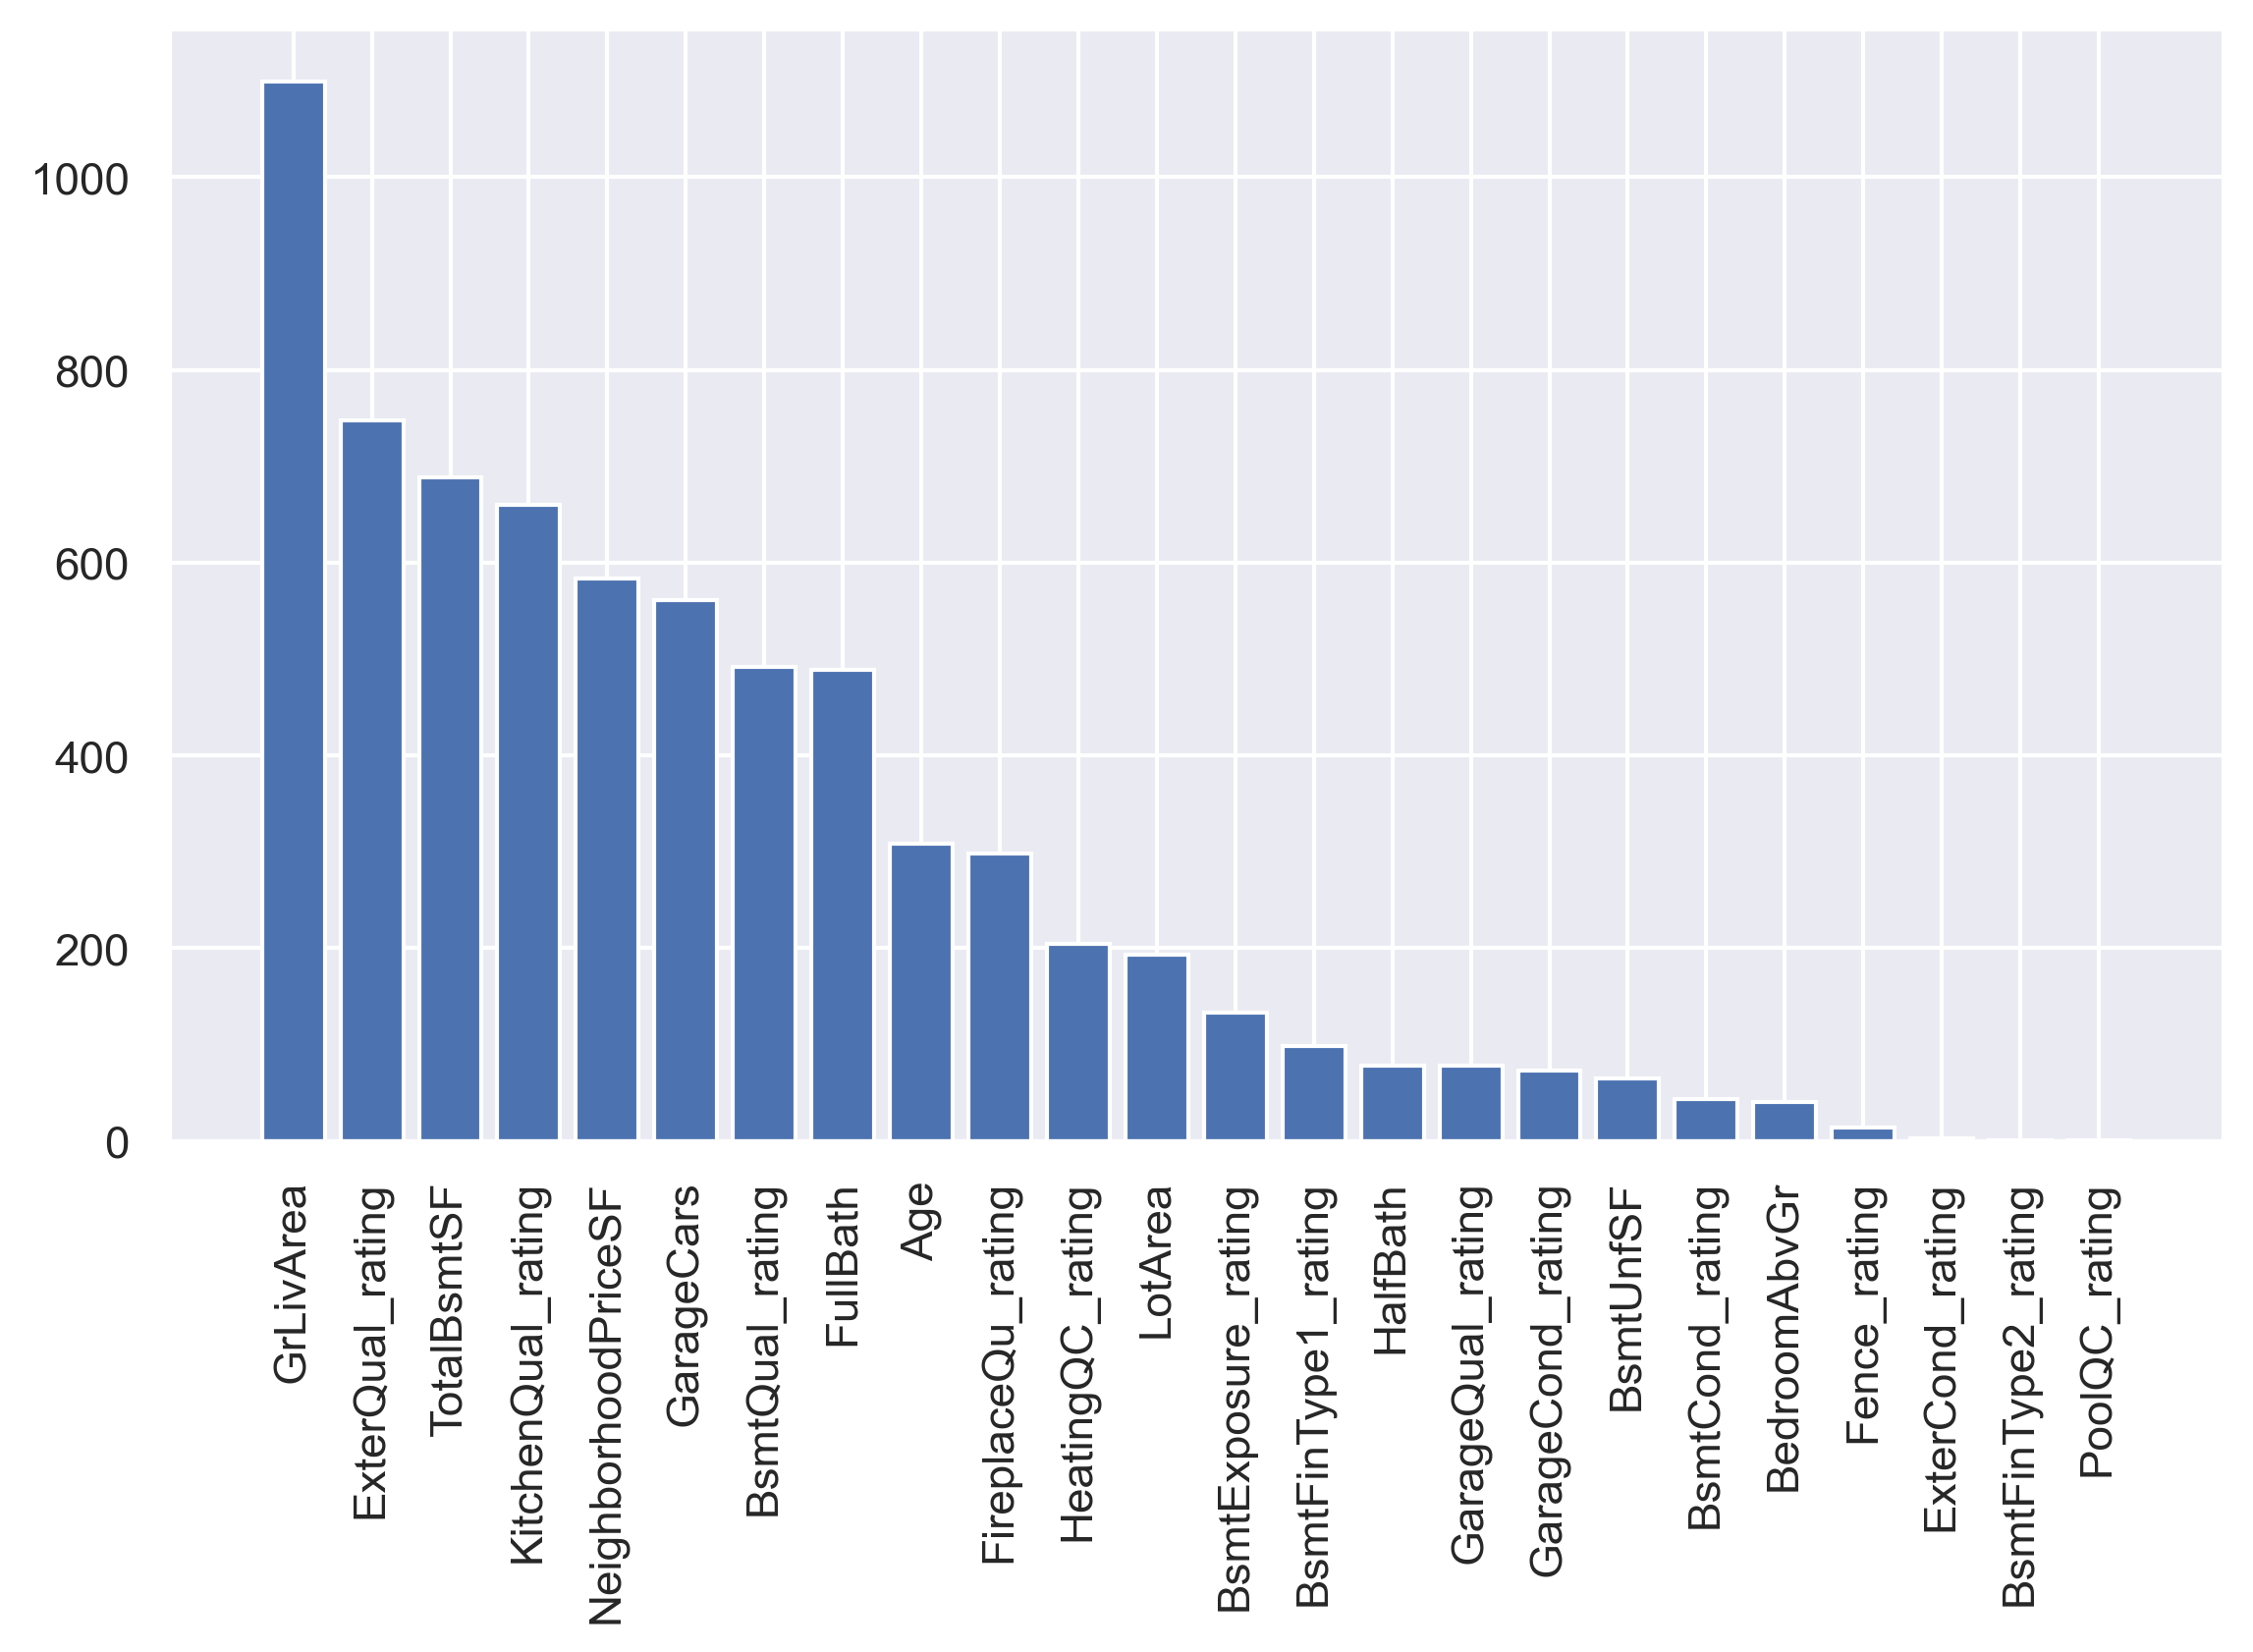 1000
800
600
400
200
0
GrLivArea
ExterQual_rating
TotalBsmtSF
KitchenQual_rating
NeighborhoodPriceSF
GarageCars
BsmtQual_rating
FullBath
Age
FireplaceQu_rating
HeatingQC_rating
LotArea
BsmtExposure_rating
BsmtFinType1_rating
HalfBath
GarageQual_rating
GarageCond_rating
BsmtUnfSF
BsmtCond_rating
BedroomAbvGr
Fence_rating
ExterCond_rating
BsmtFinType2_rating
PoolQC_rating